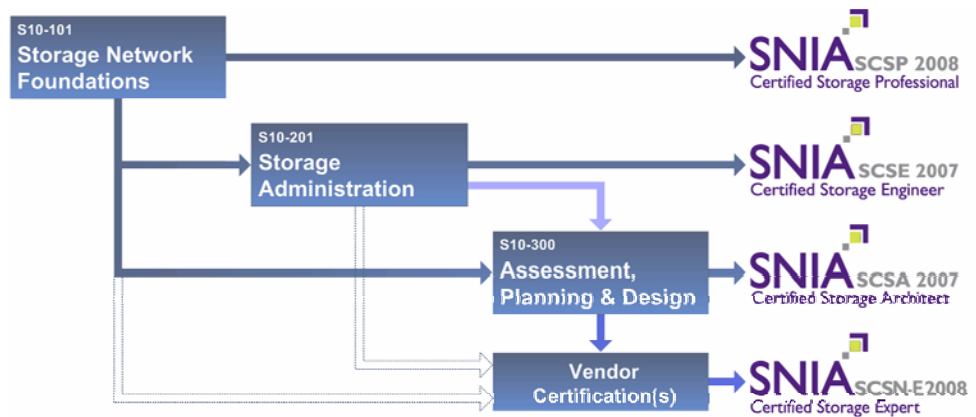 S10-101
Storage Network
Foundations
SNIA SCSP 2008
Certified Storage Professional
S10-201
Storage
Administration
SNIA SCSE 2007
Certified Storage Engineer
S10-300
Assessment,
Planning & Design
SNIA SCSA 2007
Certified Storage Architect
Vendor
Certification(s)
SNIA SCSN-E2008
Certified Storage Expert